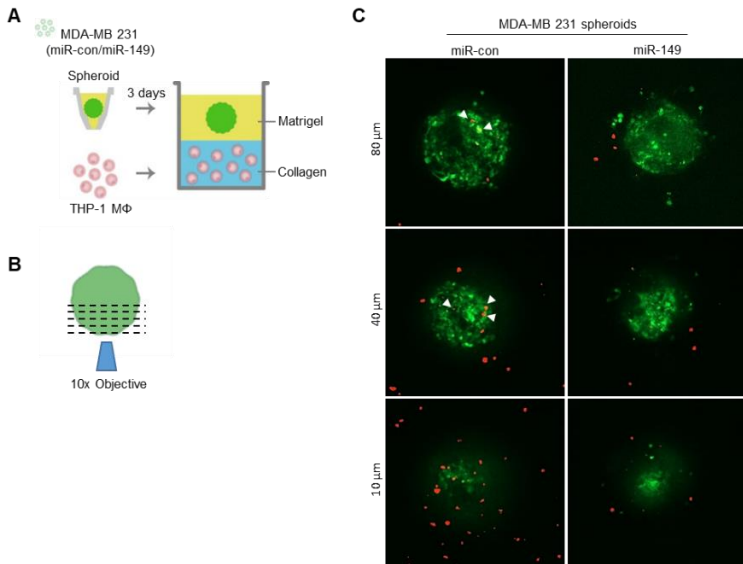 A
MDA-MB 231
(miR-con/miR-149)
Spheroid
3 days
Matrigel
Collagen
THP-1 MΦ
B
10x Objective
C
MDA-MB 231 spheroids
miR-con
miR-149
80 µm
40 µm
10 µm